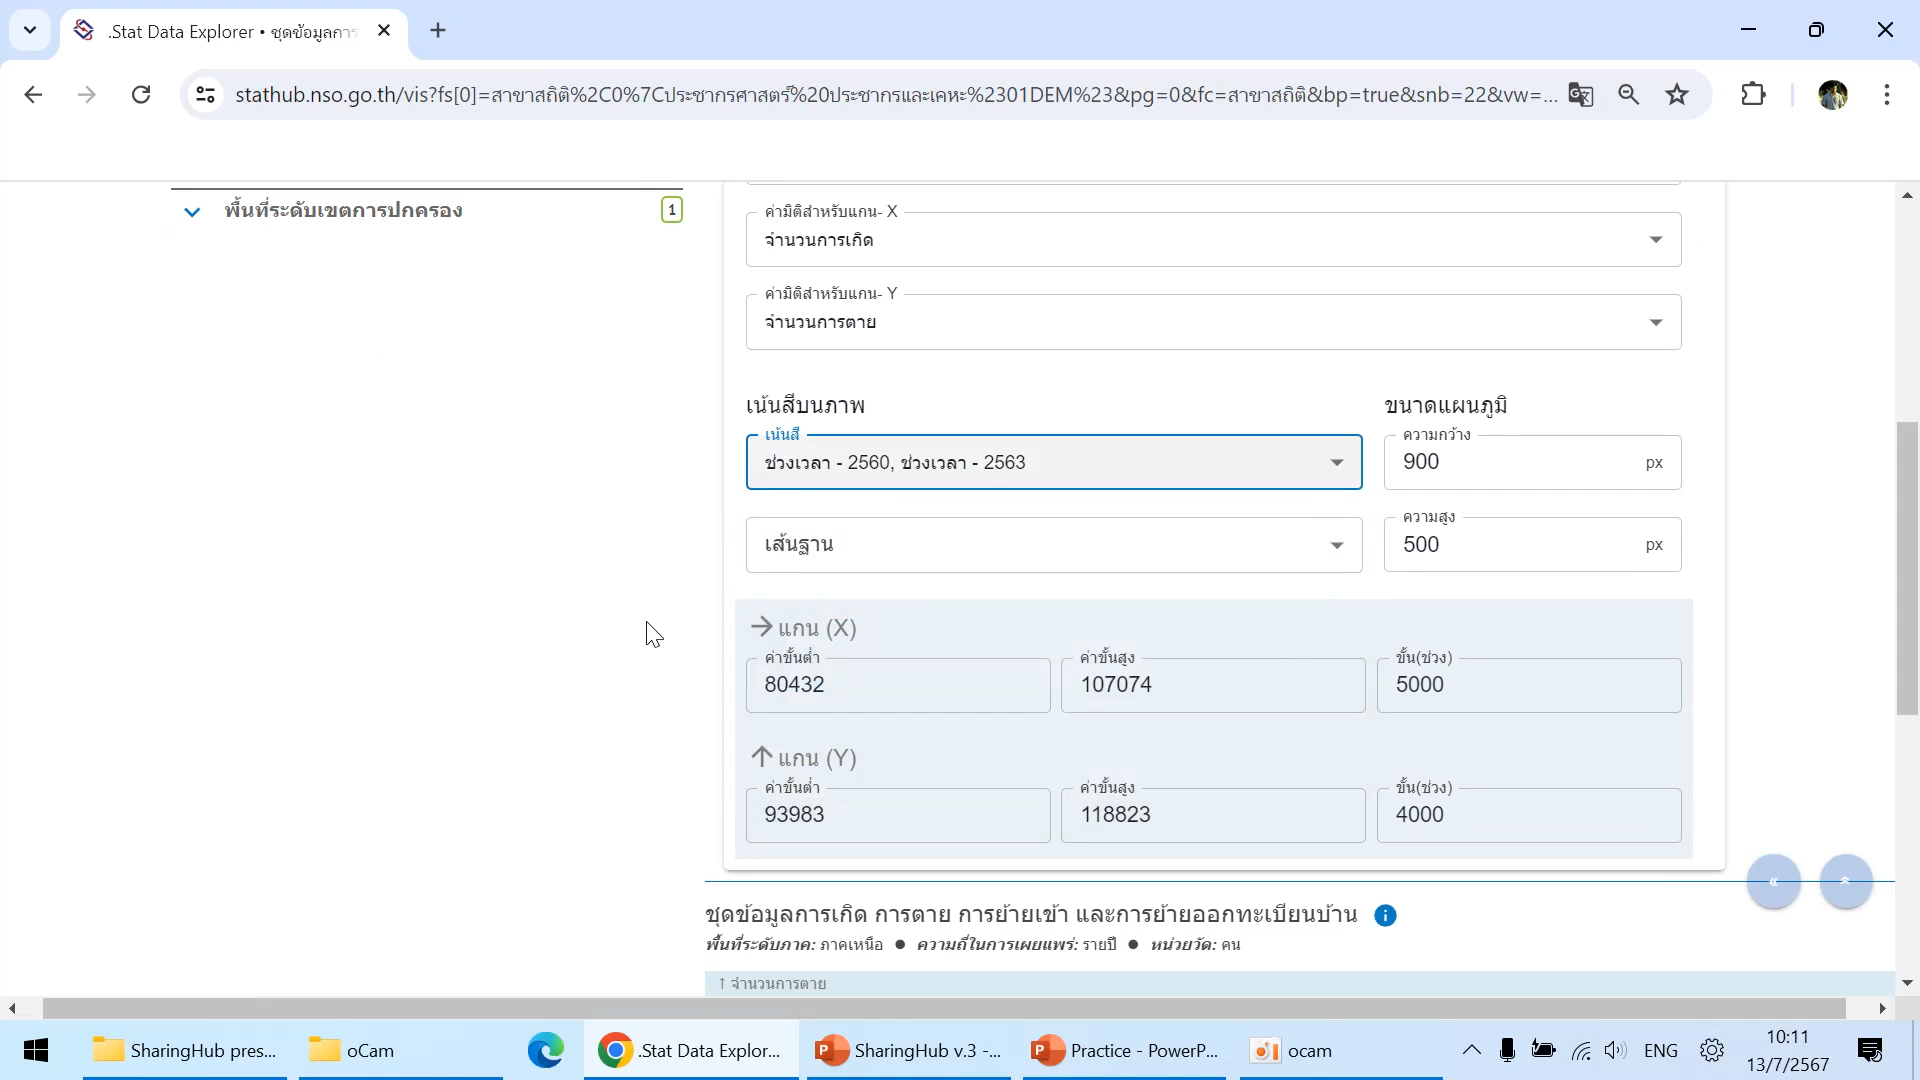 .Stat Data Explorer • ชุดข้อมูลการ
stathub.nso.go.th/vis?fs[0]=สาขาสถิติ%2C0%7Cประชากรศาสตร์%20ประชากรและเคหะ%2301DEM%23&pg=0&fc=สาขาสถิติ&bp=true&snb=22&vw=...
พื้นที่ระดับเขตการปกครอง
1
ค่ามิติสำหรับแกน- X
จำนวนการเกิด
ค่ามิติสำหรับแกน- Y
จำนวนการตาย
เน้นสีบนภาพ
ขนาดแผนภูมิ
เน้นสี
ช่วงเวลา - 2560, ช่วงเวลา - 2563
ความกว้าง
900 px
เส้นฐาน
ความสูง
500 px
แกน (X)
ค่าขั้นต่ำ ค่าขั้นสูง ขั้น(ช่วง)
80432 107074 5000
แกน (Y)
ค่าขั้นต่ำ ค่าขั้นสูง ขั้น(ช่วง)
93983 118823 4000
ชุดข้อมูลการเกิด การตาย การย้ายเข้า และการย้ายออกทะเบียนบ้าน i
พื้นที่ระดับภาค: ภาคเหนือ ● ความถี่ในการเผยแพร่: รายปี ● หน่วยวัด: คน
↑ จำนวนการตาย
SharingHub pres... oCam .Stat Data Explor... SharingHub v.3 -... Practice - PowerP... ocam ENG
10:11
13/7/2567